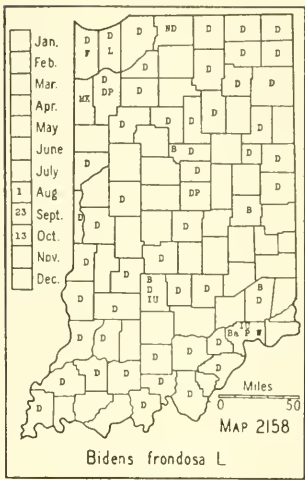 D D D ND D D D
F L
Jan.
Feb.
Mar.
Apr.
May
June
July
1 Aug.
23 Sept.
13 Oct.
Nov.
Dec.
D D D D D
MK DP D D
D D D D D D
B D
D D
D DP
B
D D
D D
B
D
IU
B
D
D D
D D D
D D D D
D D D D
Miles
0 50
MAP 2158
Bidens frondosa L